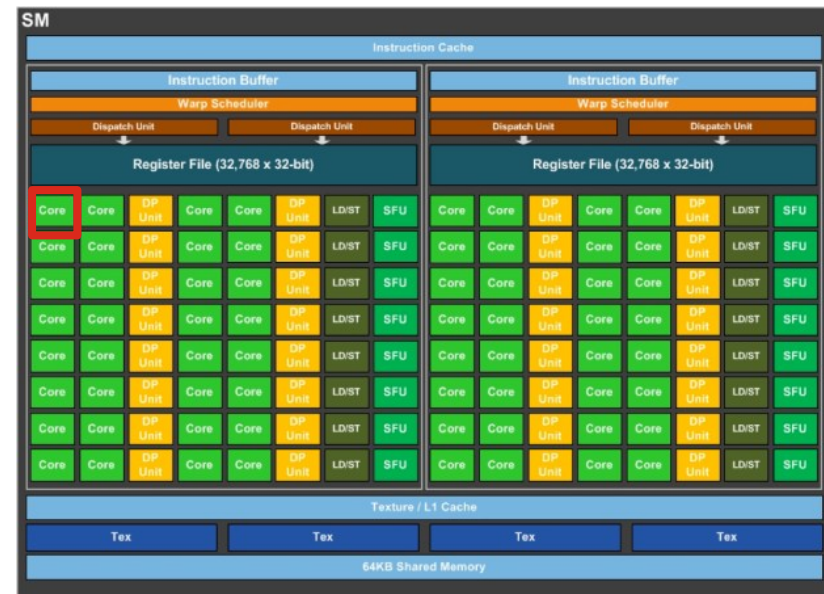 SM
Instruction Cache
Instruction Buffer Instruction Buffer
Warp Scheduler Warp Scheduler
Dispatch Unit Dispatch Unit Dispatch Unit Dispatch Unit
Register File (32,768 x 32-bit) Register File (32,768 x 32-bit)
Core Core DP Unit Core Core DP Unit LD/ST SFU Core Core DP Unit Core Core DP Unit LD/ST SFU
Core Core DP Unit Core Core DP Unit LD/ST SFU Core Core DP Unit Core Core DP Unit LD/ST SFU
Core Core DP Unit Core Core DP Unit LD/ST SFU Core Core DP Unit Core Core DP Unit LD/ST SFU
Core Core DP Unit Core Core DP Unit LD/ST SFU Core Core DP Unit Core Core DP Unit LD/ST SFU
Core Core DP Unit Core Core DP Unit LD/ST SFU Core Core DP Unit Core Core DP Unit LD/ST SFU
Core Core DP Unit Core Core DP Unit LD/ST SFU Core Core DP Unit Core Core DP Unit LD/ST SFU
Core Core DP Unit Core Core DP Unit LD/ST SFU Core Core DP Unit Core Core DP Unit LD/ST SFU
Core Core DP Unit Core Core DP Unit LD/ST SFU Core Core DP Unit Core Core DP Unit LD/ST SFU
Texture / L1 Cache
Tex Tex Tex Tex
64KB Shared Memory